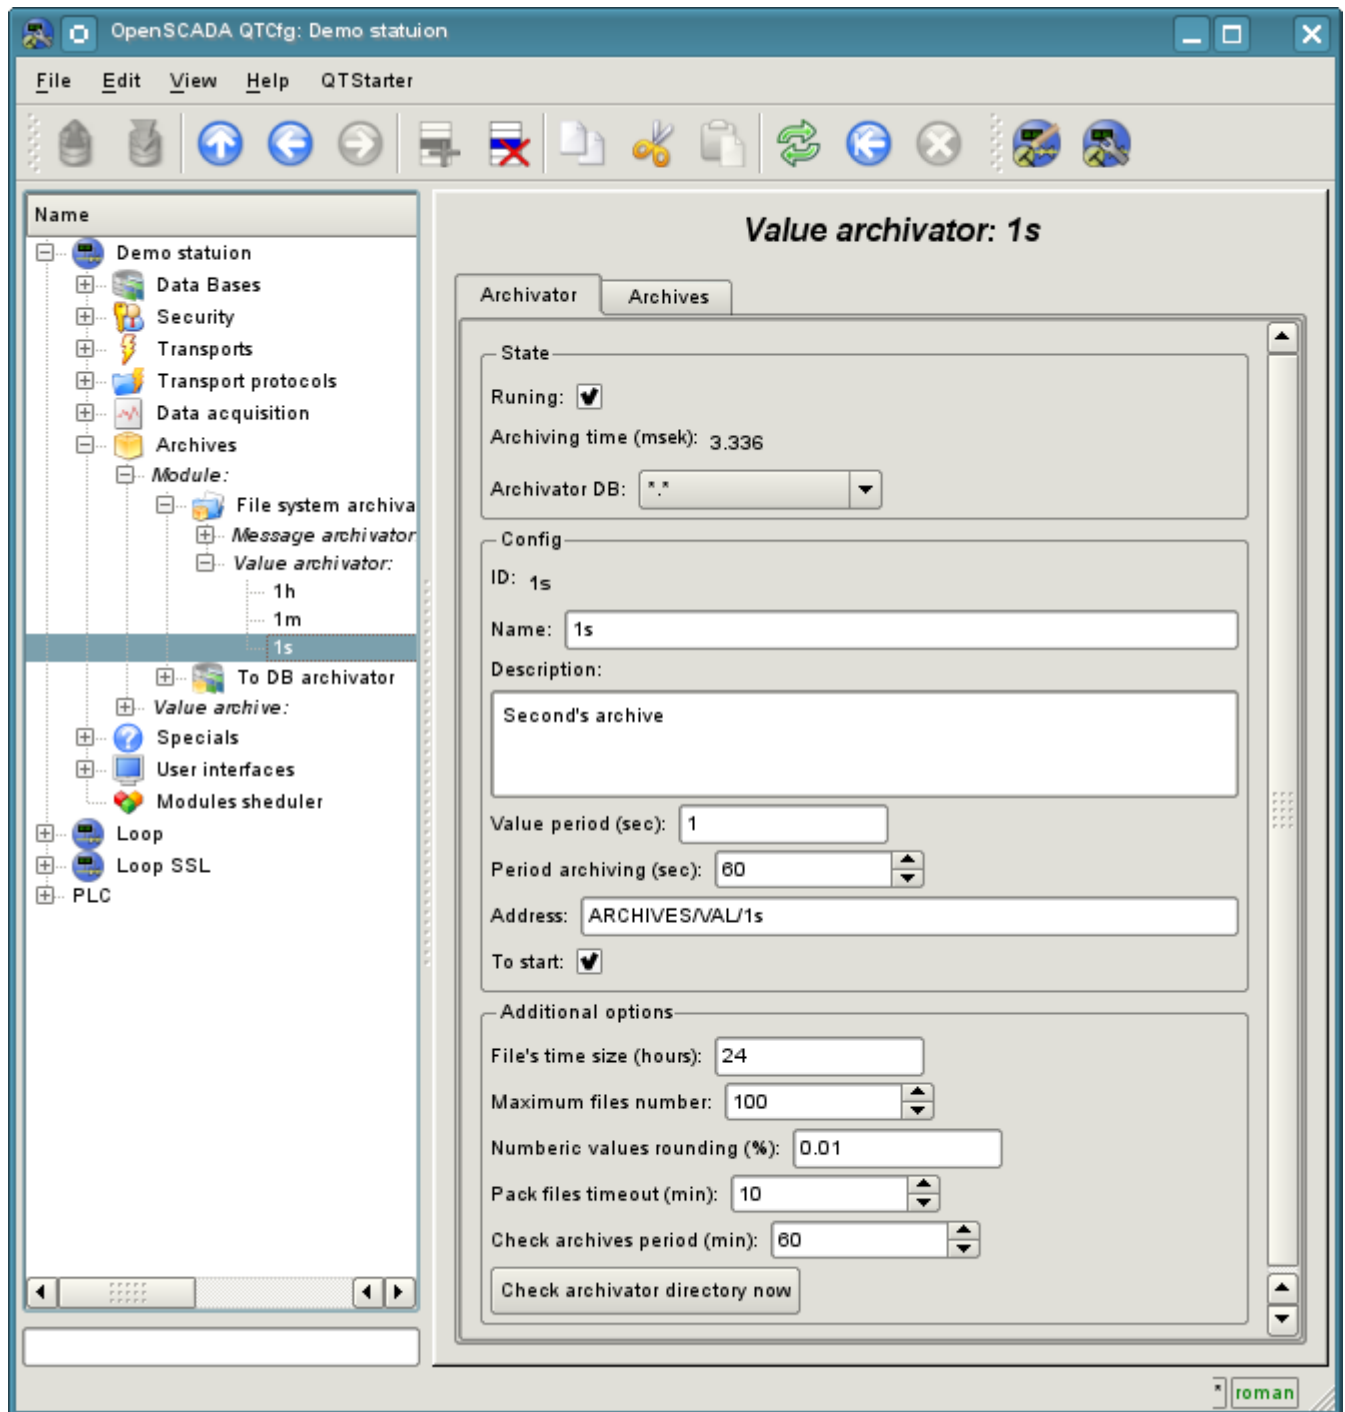 OpenSCADA QTCfg: Demo statuion
File Edit View Help QTStarter
Name
Demo statuion
Data Bases
Security
Transports
Transport protocols
Data acquisition
Archives
Module:
File system archiva
Message archivator
Value archivator:
1h
1m
1s
To DB archivator
Value archive:
Specials
User interfaces
Modules sheduler
Loop
Loop SSL
PLC
Value archivator: 1s
Archivator Archives
State
Runing:
Archiving time (msek): 3.336
Archivator DB: *.*
Config
ID: 1s
Name: 1s
Description:
Second's archive
Value period (sec): 1
Period archiving (sec): 60
Address: ARCHIVES/VAL/1s
To start:
Additional options
File's time size (hours): 24
Maximum files number: 100
Numberic values rounding (%): 0.01
Pack files timeout (min): 10
Check archives period (min): 60
Check archivator directory now
* roman